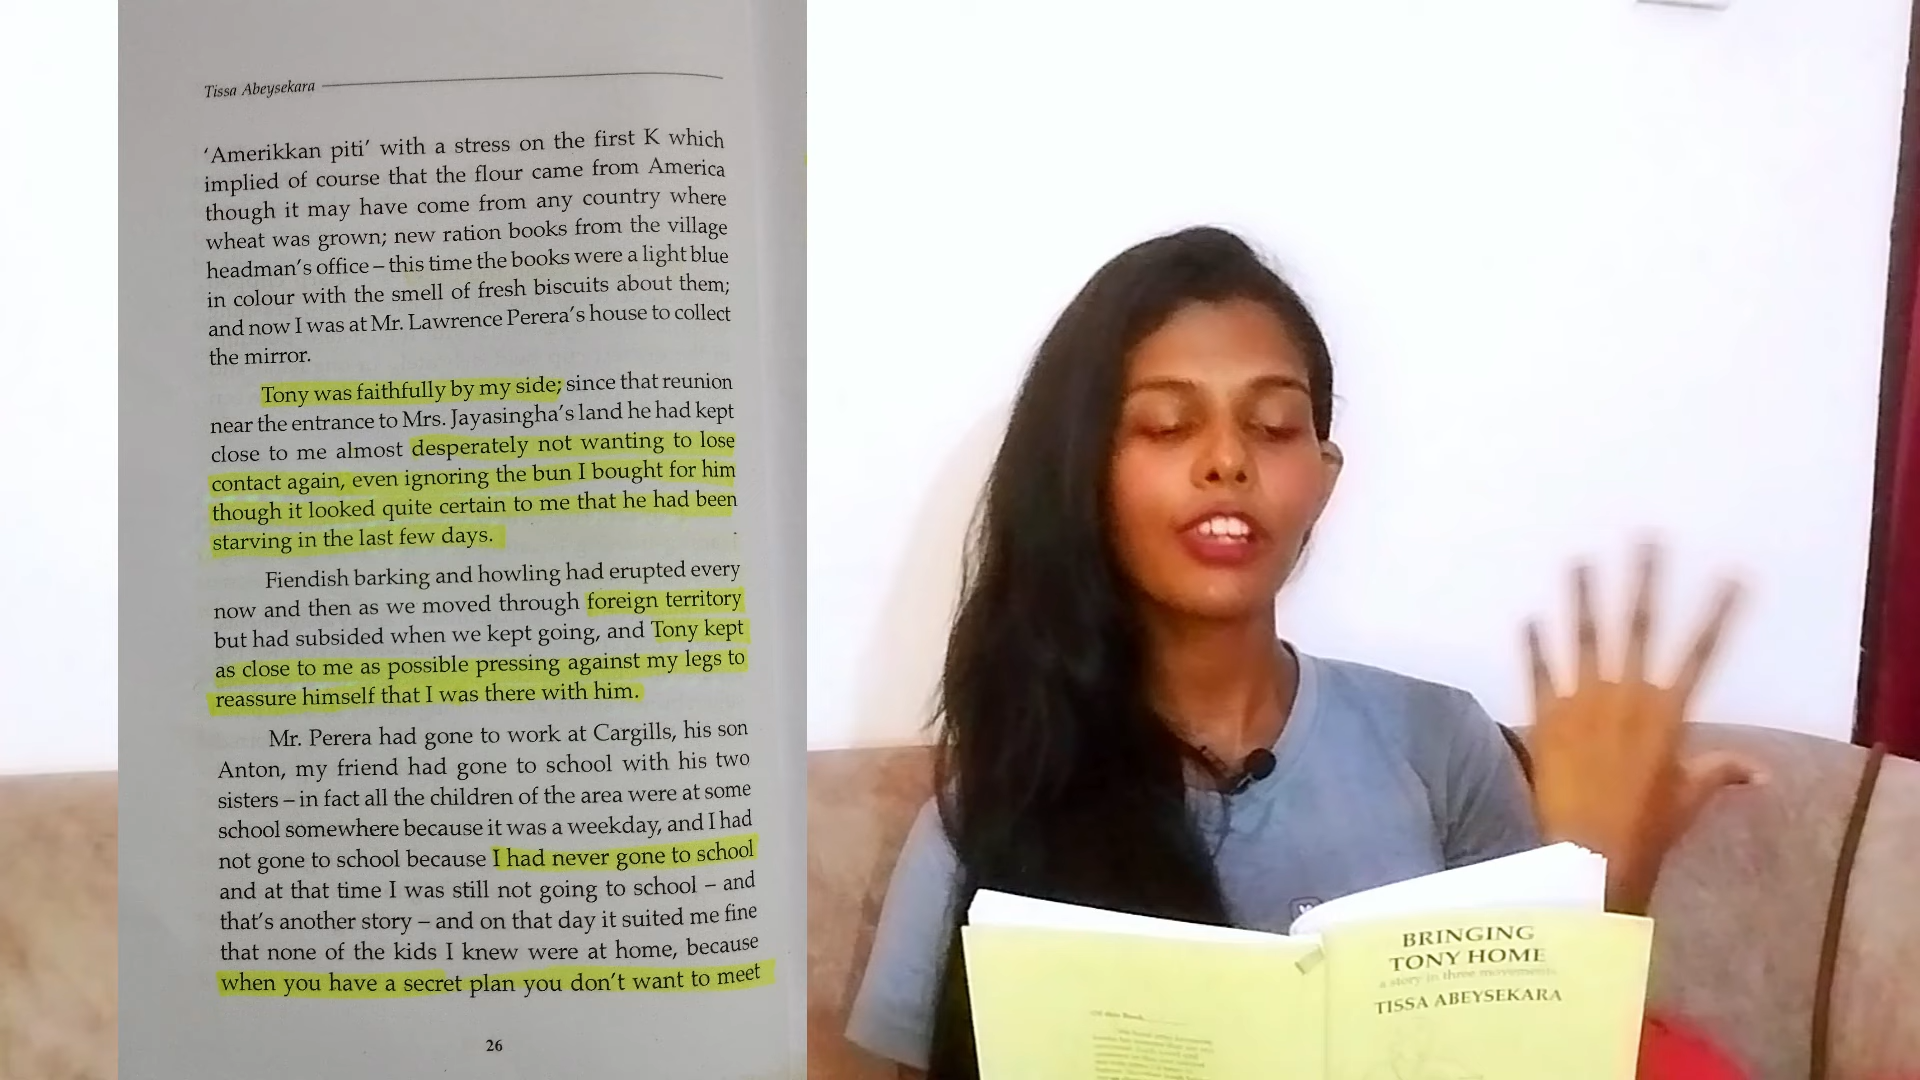 Tissa Abeysekara
‘Amerikkan piti’ with a stress on the first K which
implied of course that the flour came from America
though it may have come from any country where
wheat was grown; new ration books from the village
headman’s office – this time the books were a light blue
in colour with the smell of fresh biscuits about them;
and now I was at Mr. Lawrence Perera’s house to collect
the mirror.
Tony was faithfully by my side; since that reunion
near the entrance to Mrs. Jayasingha’s land he had kept
close to me almost desperately not wanting to lose
contact again, even ignoring the bun I bought for him
though it looked quite certain to me that he had been
starving in the last few days.
Fiendish barking and howling had erupted every
now and then as we moved through foreign territory
but had subsided when we kept going, and Tony kept
as close to me as possible pressing against my legs to
reassure himself that I was there with him.
Mr. Perera had gone to work at Cargills, his son
Anton, my friend had gone to school with his two
sisters – in fact all the children of the area were at some
school somewhere because it was a weekday, and I had
not gone to school because I had never gone to school
and at that time I was still not going to school – and
that’s another story – and on that day it suited me fine
that none of the kids I knew were at home, because
when you have a secret plan you don’t want to meet
26
BRINGING
TONY HOME
a story in three movements
TISSA ABEYSEKARA